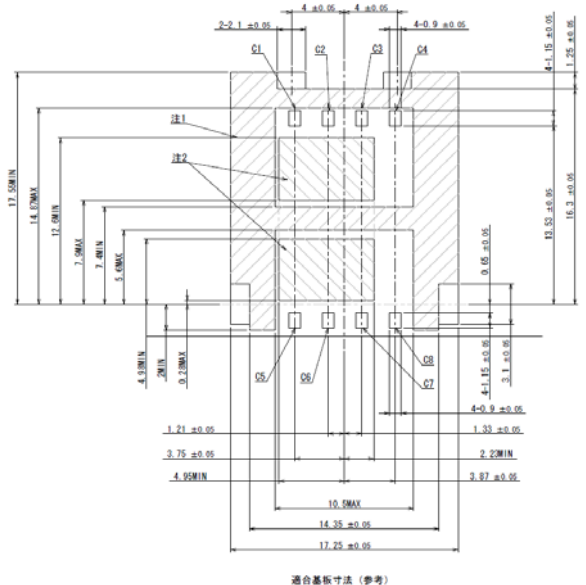 4 ±0.05
4 ±0.05
2-2.1 ±0.05
4-0.9 ±0.05
C1
C2
C3
C4
4-1.15 ±0.05
1.25 ±0.05
注1
注2
17.55MIN
14.87MAX
12.6MIN
7.9MAX
7.4MIN
5.6MAX
4.98MIN
2MIN
0.28MAX
0.65 ±0.05
13.53 ±0.05
16.3 ±0.05
C5
C6
C7
C8
4-1.15 ±0.05
3.1 ±0.05
4-0.9 ±0.05
1.21 ±0.05
1.33 ±0.05
3.75 ±0.05
2.23MIN
4.95MIN
3.87 ±0.05
10.5MAX
14.35 ±0.05
17.25 ±0.05
適合基板寸法 (参考)